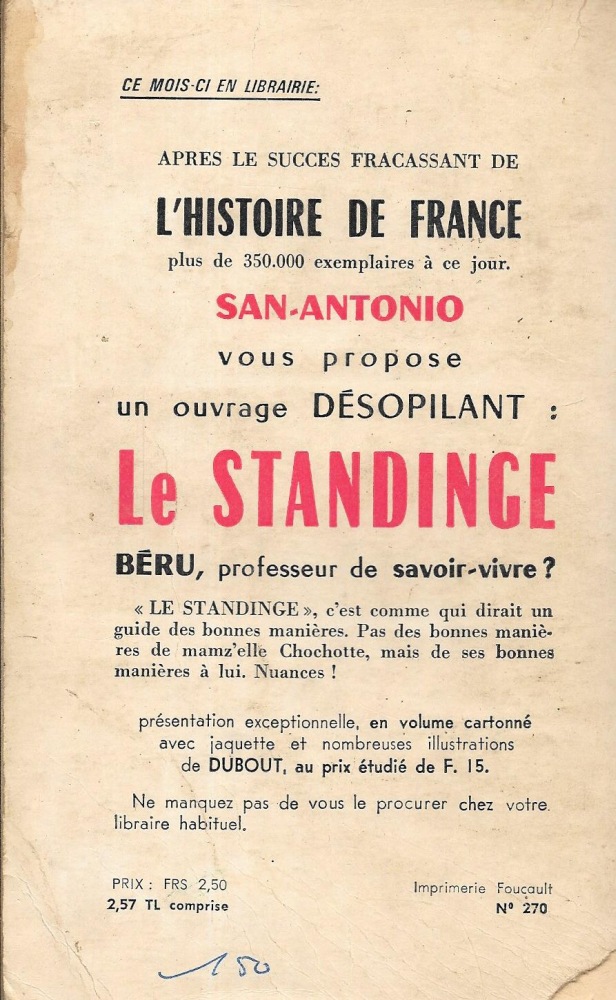 CE MOIS-CI EN LIBRAIRIE:
APRES LE SUCCES FRACASSANT DE
L'HISTOIRE DE FRANCE
plus de 350.000 exemplaires à ce jour.
SAN-ANTONIO
vous propose
un ouvrage DÉSOPILANT :
Le STANDINGE
BÉRU, professeur de savoir-vivre ?
« LE STANDINGE », c'est comme qui dirait un
guide des bonnes manières. Pas des bonnes maniè-
res de mamz'elle Chochotte, mais de ses bonnes
manières à lui. Nuances !
présentation exceptionnelle, en volume cartonné
avec jaquette et nombreuses illustrations
de DUBOUT, au prix étudié de F. 15.
Ne manquez pas de vous le procurer chez votre
libraire habituel.
PRIX : FRS 2,50
2,57 TL comprise
Imprimerie Foucault
N° 270
150